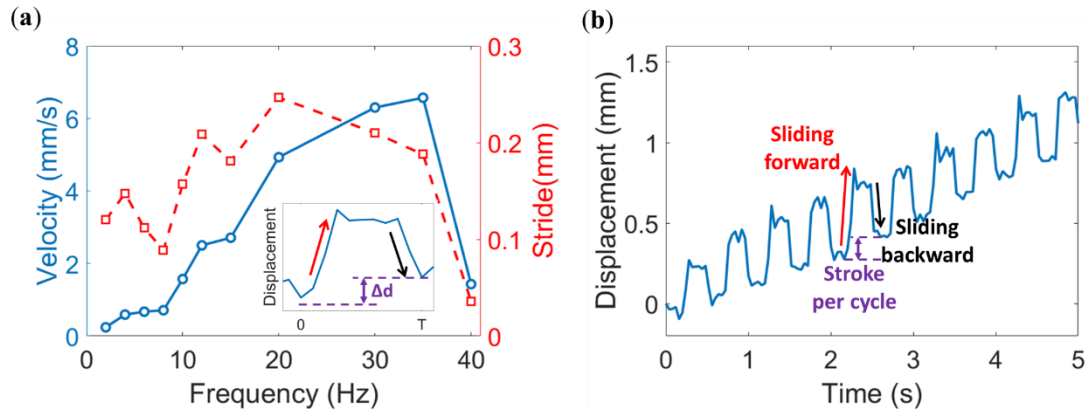 (a)
8
6
4
2
0
Velocity (mm/s)
0.3
0.2
0.1
0
Stride(mm)
0
10
20
30
40
Frequency (Hz)
Displacement
Δd
0
T
(b)
1.5
1
0.5
0
Displacement (mm)
Sliding
forward
Sliding
backward
Stroke
per cycle
0
1
2
3
4
5
Time (s)